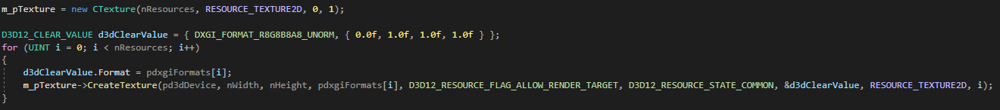 m_pTexture = new CTexture(nResources, RESOURCE_TEXTURE2D, 0, 1);
D3D12_CLEAR_VALUE d3dClearValue = { DXGI_FORMAT_R8G8B8A8_UNORM, { 0.0f, 1.0f, 1.0f, 1.0f } };
for (UINT i = 0; i < nResources; i++)
{
d3dClearValue.Format = pdxgiFormats[i];
m_pTexture->CreateTexture(pd3dDevice, nWidth, nHeight, pdxgiFormats[i], D3D12_RESOURCE_FLAG_ALLOW_RENDER_TARGET, D3D12_RESOURCE_STATE_COMMON, &d3dClearValue, RESOURCE_TEXTURE2D, i);
}